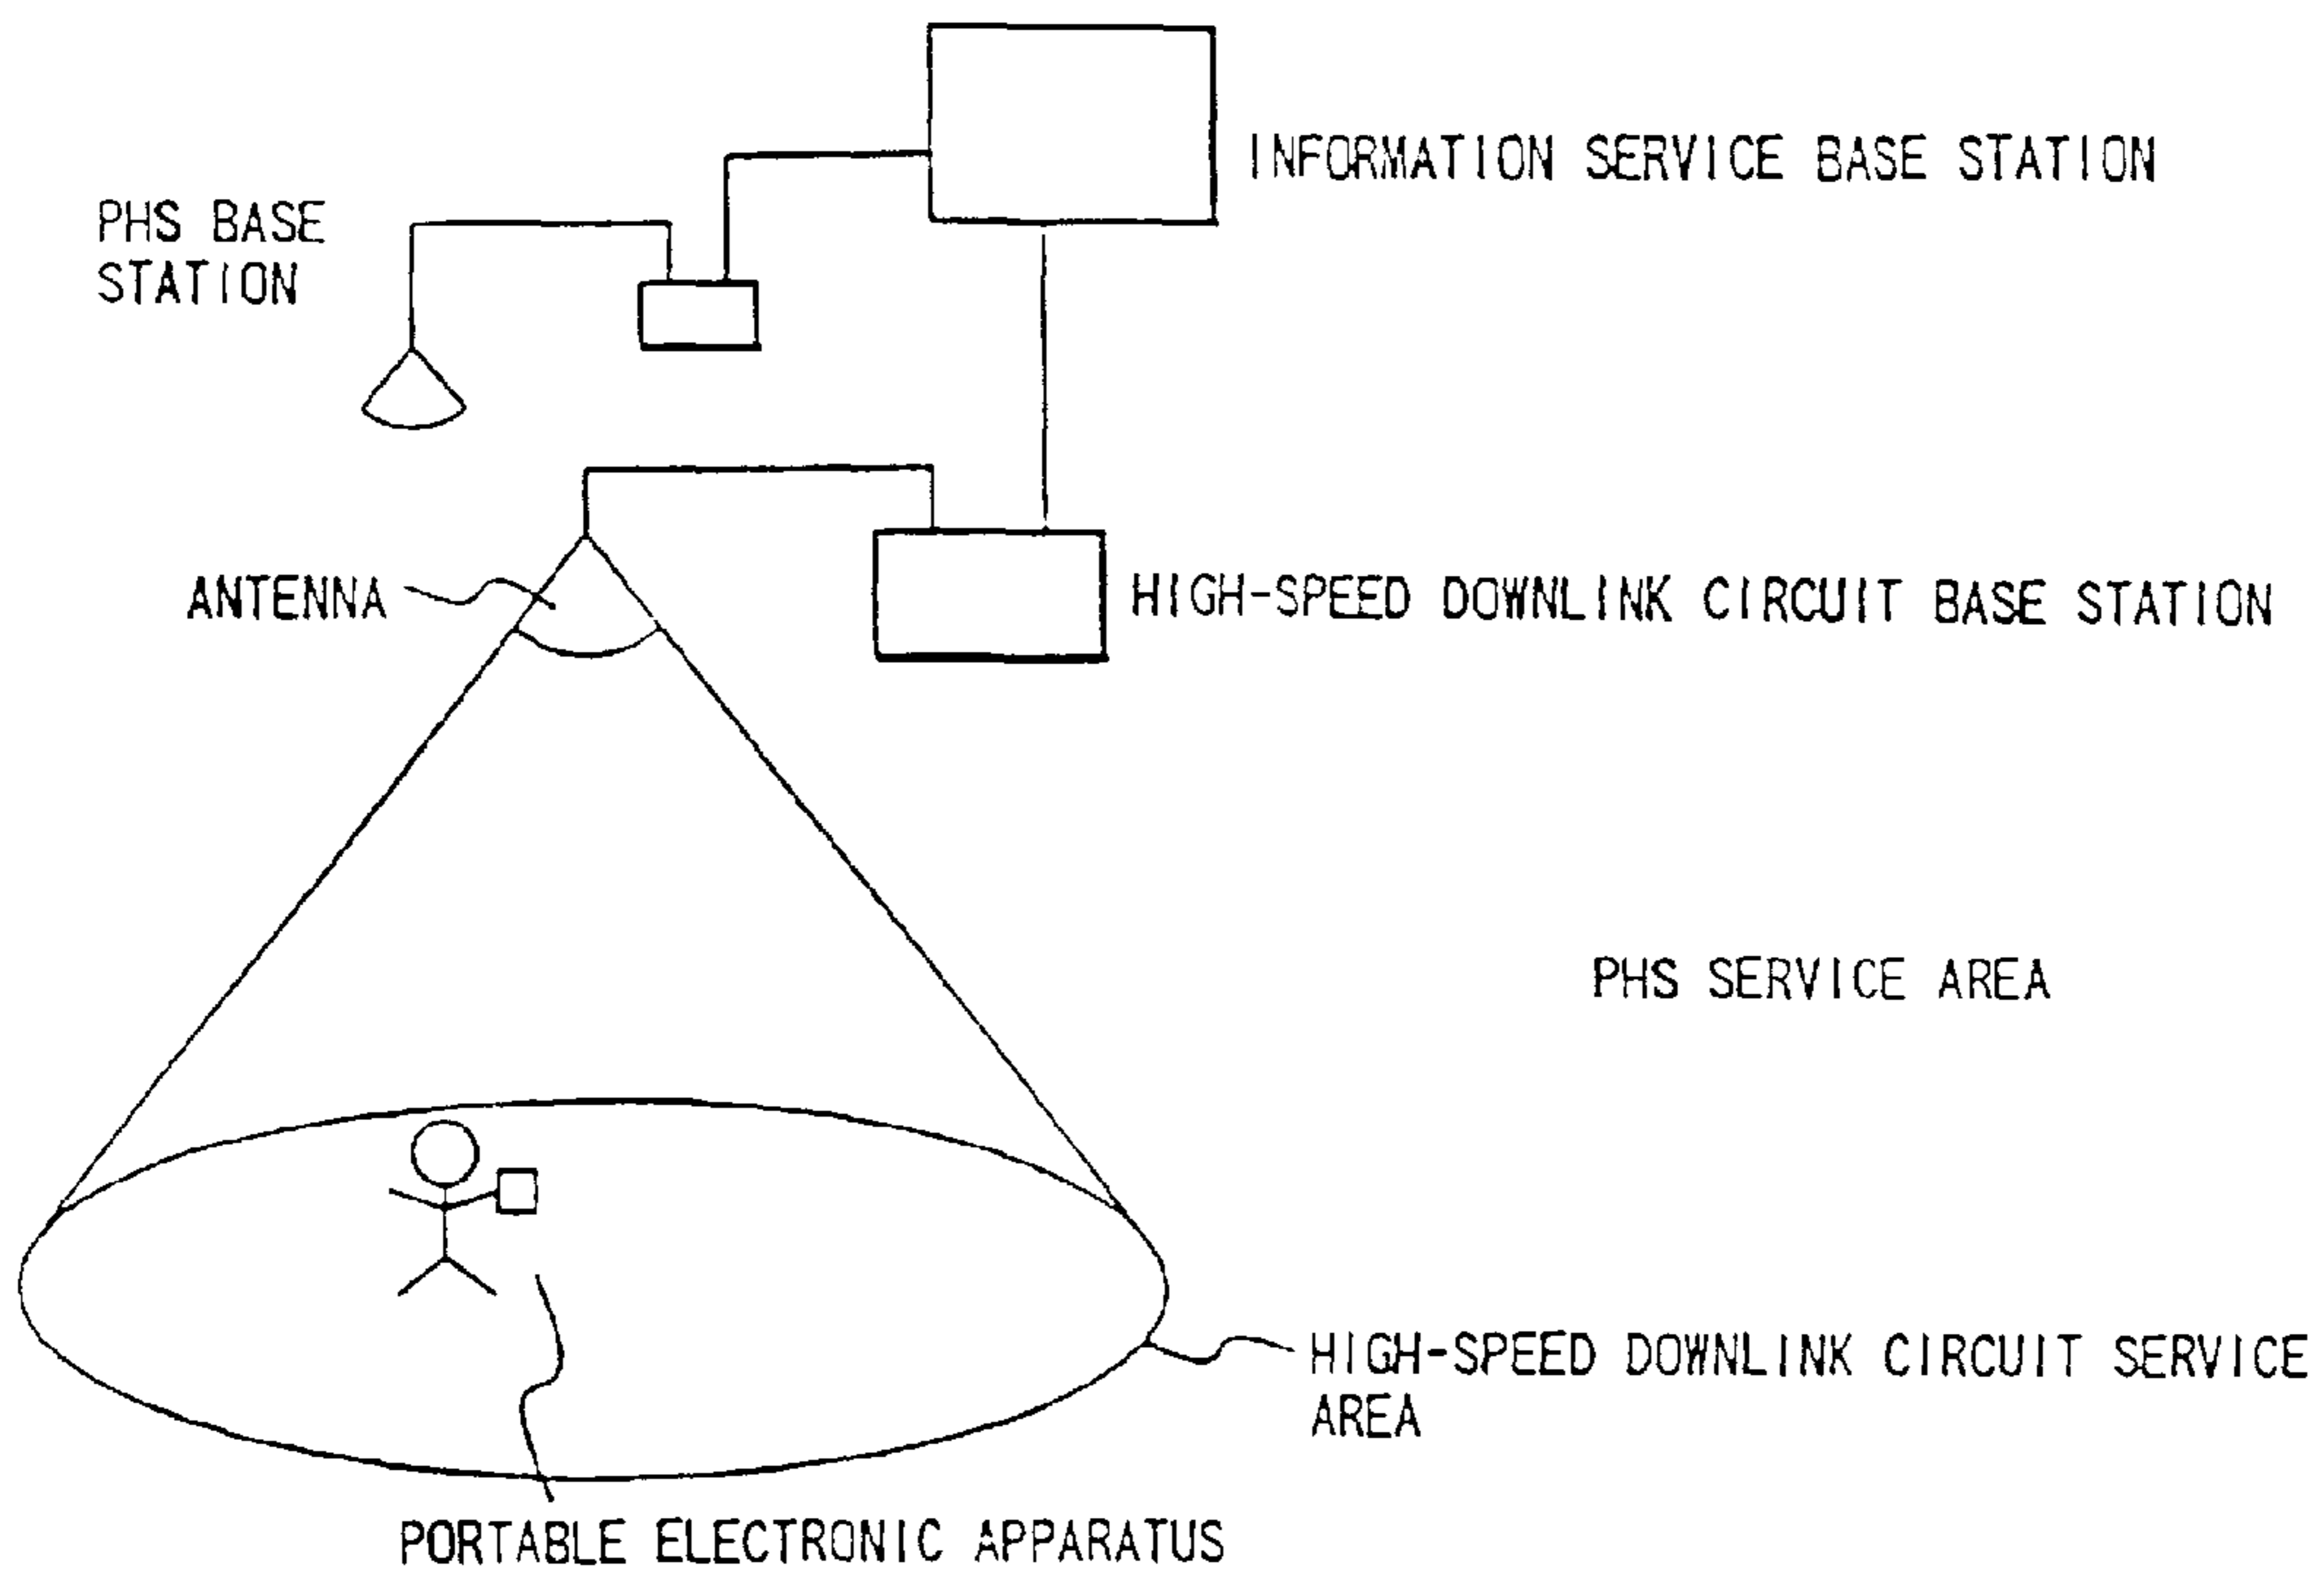 INFORMATION SERVICE BASE STATION
PHS BASE
STATION
ANTENNA
HIGH-SPEED DOWNLINK CIRCUIT BASE STATION
PHS SERVICE AREA
HIGH-SPEED DOWNLINK CIRCUIT SERVICE
AREA
PORTABLE ELECTRONIC APPARATUS